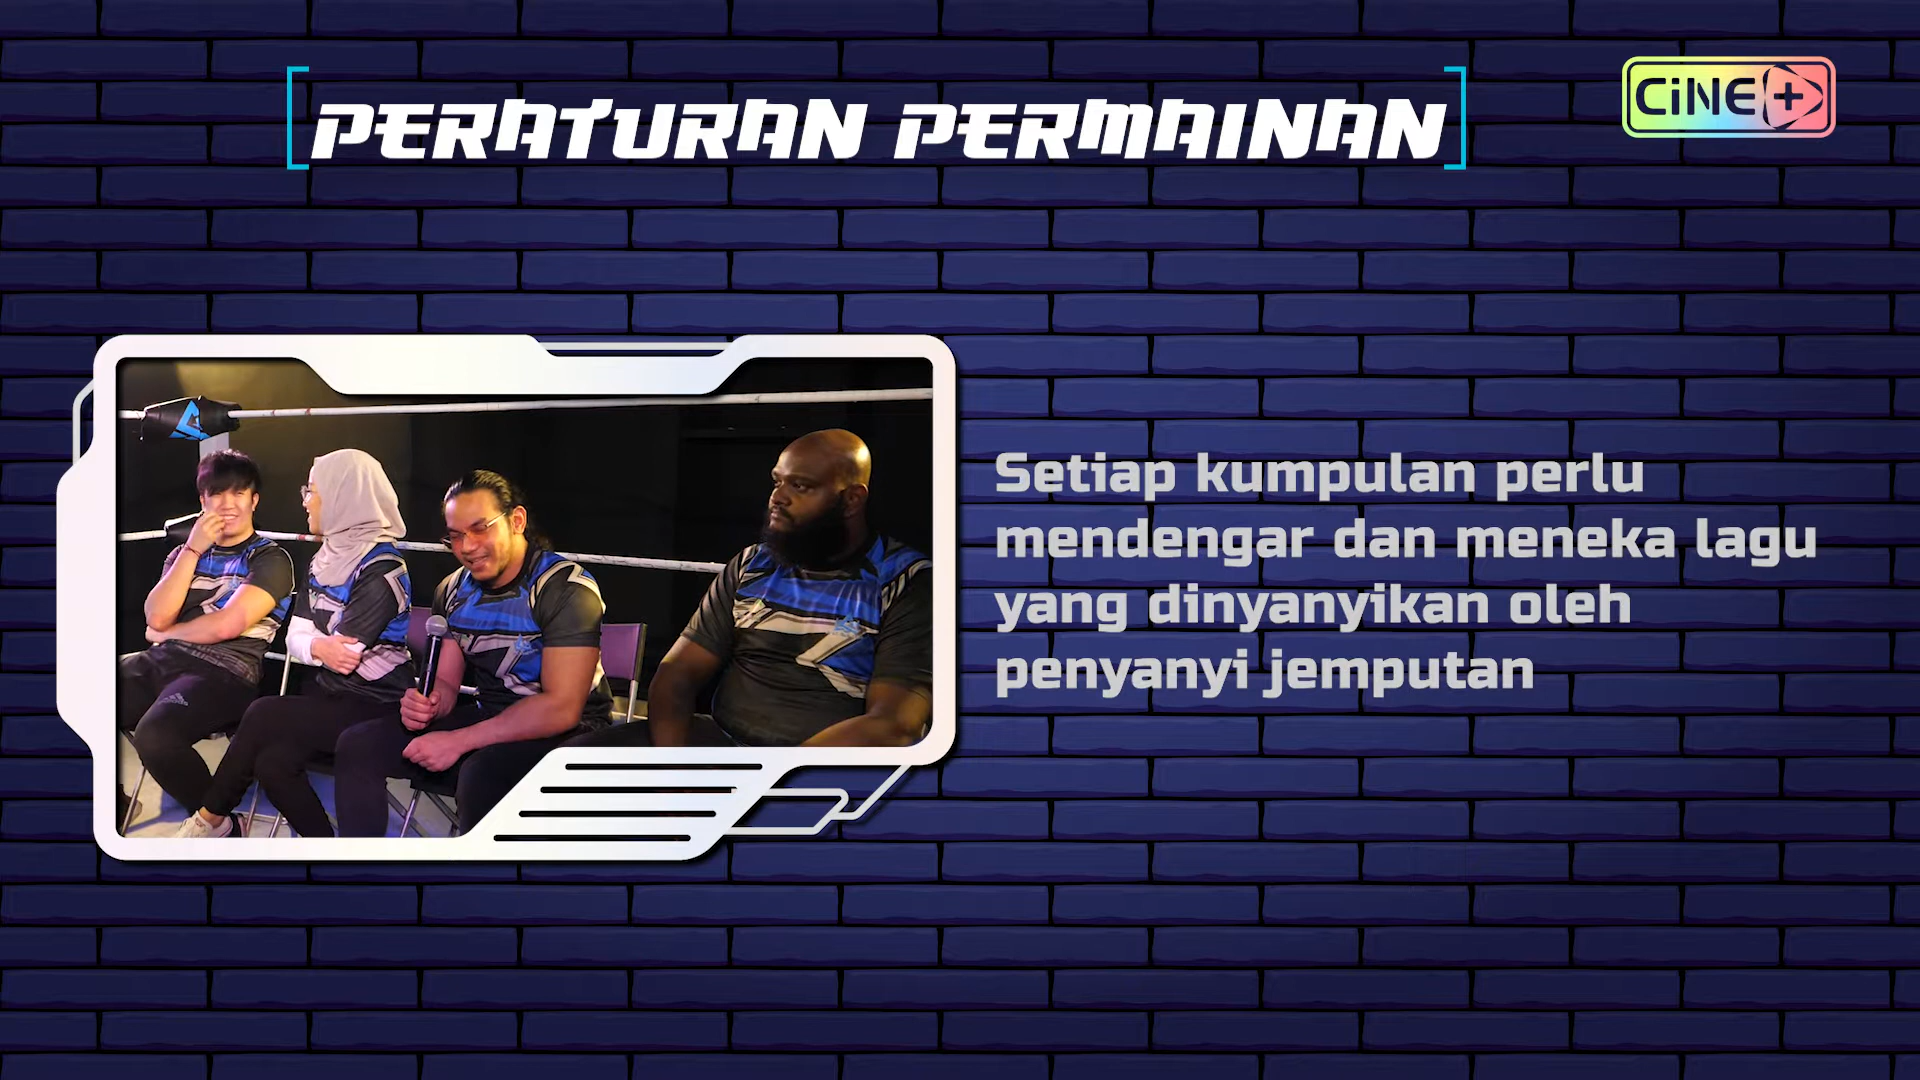 PERATURAN PERMAINAN
CiNE+
Setiap kumpulan perlu
mendengar dan meneka lagu
yang dinyanyikan oleh
penyanyi jemputan